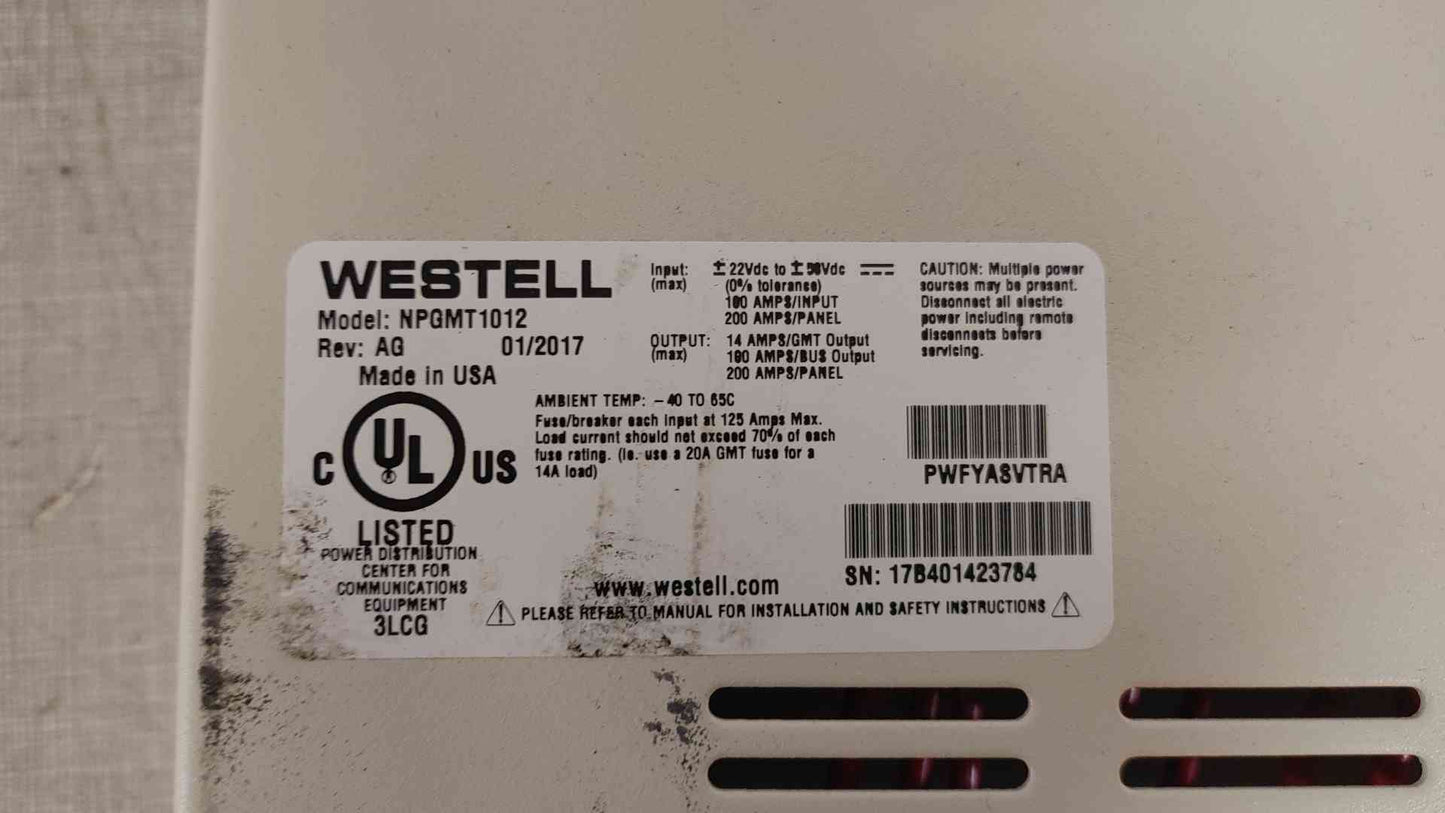 WESTELL
Model: NPGMT1012
Rev: AG 01/2017
Made in USA
C UL ® US
LISTED
POWER DISTRIBUTION
CENTER FOR
COMMUNICATIONS
EQUIPMENT
3LCG
Input: ±22Vdc to ±58Vdc
(max) (0% tolerance)
100 AMPS/INPUT
200 AMPS/PANEL
OUTPUT: 14 AMPS/GMT Output
(max) 100 AMPS/BUS Output
200 AMPS/PANEL
AMBIENT TEMP: -40 TO 65C
Fuse/breaker each input at 125 Amps Max.
Load current should not exceed 70% of each
fuse rating. (ie. use a 20A GMT fuse for a
14A load)
CAUTION: Multiple power
sources may be present.
Disconnect all electric
power including remote
disconnects before
servicing.
PWFYASVTRA
SN: 17B401423784
www.westell.com
⚠ PLEASE REFER TO MANUAL FOR INSTALLATION AND SAFETY INSTRUCTIONS ⚠